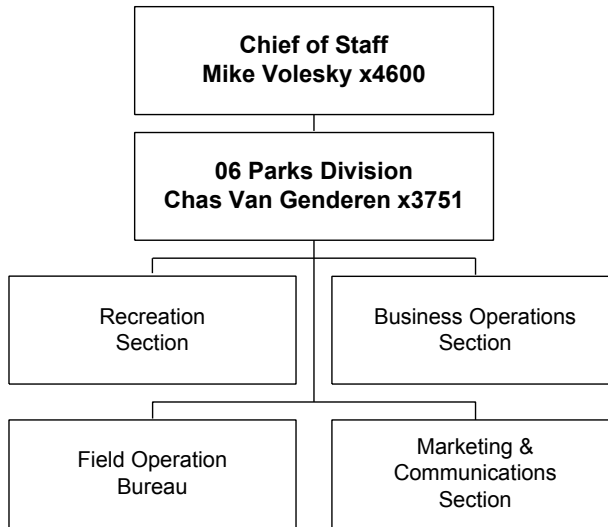 Chief of Staff
Mike Volesky x4600
06 Parks Division
Chas Van Genderen x3751
Recreation
Section
Business Operations
Section
Field Operation
Bureau
Marketing &
Communications
Section